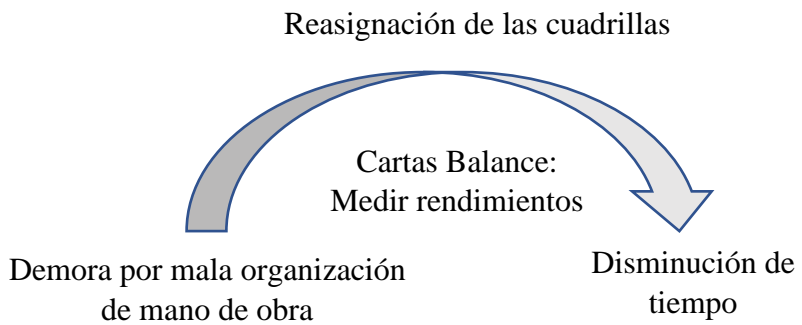 Reasignación de las cuadrillas
Cartas Balance:
Medir rendimientos
Demora por mala organización
de mano de obra
Disminución de
tiempo